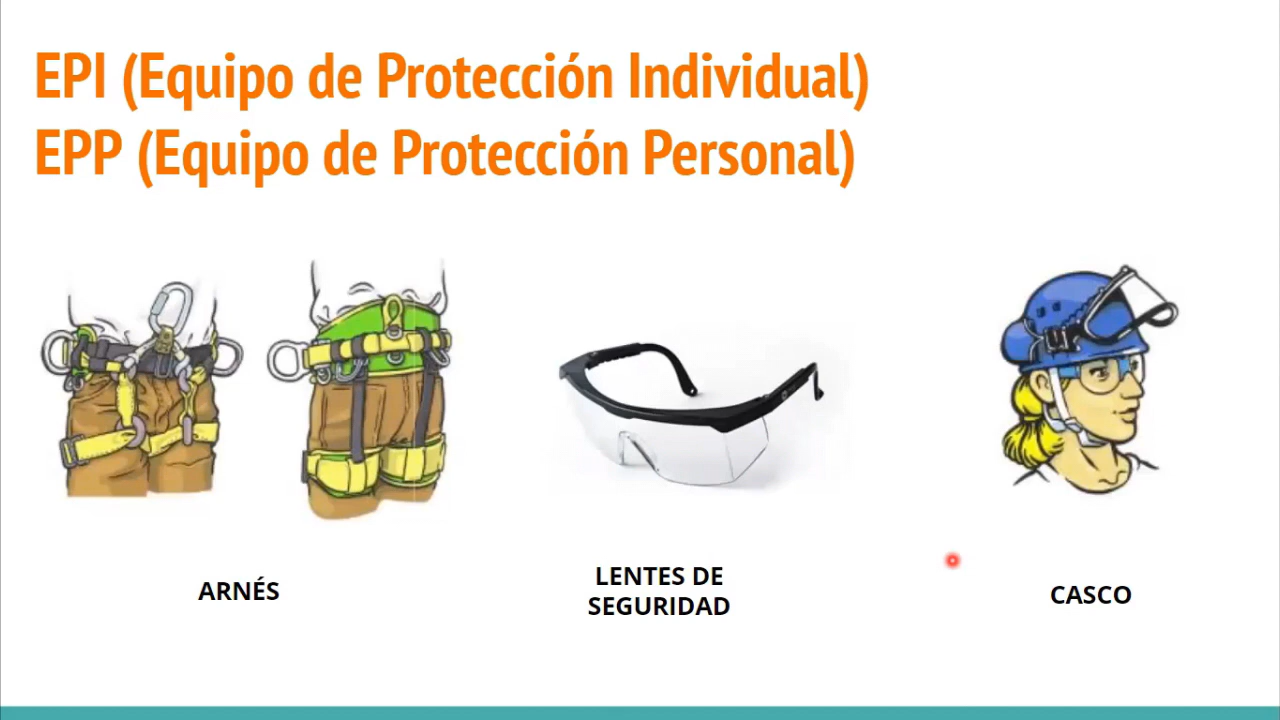 EPI (Equipo de Protección Individual)
EPP (Equipo de Protección Personal)
ARNÉS
LENTES DE
SEGURIDAD
CASCO